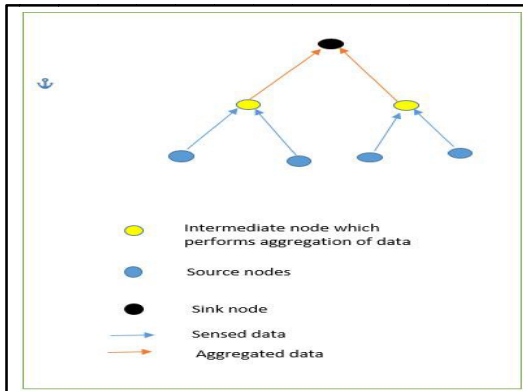 Intermediate node which
performs aggregation of data
Source nodes
Sink node
Sensed data
Aggregated data